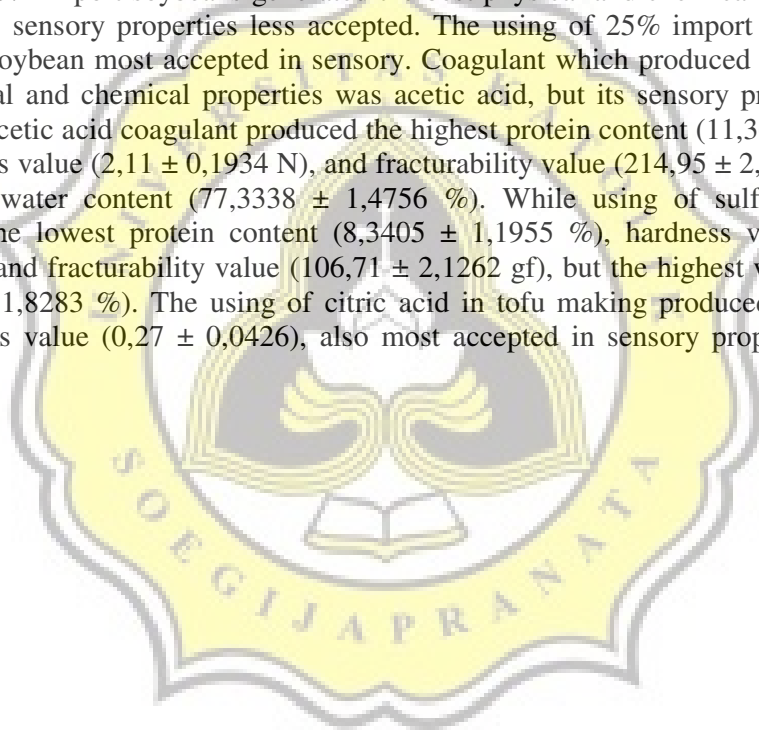 sensory properties less accepted. The using of 25% import
oybean most accepted in sensory. Coagulant which produced
al and chemical properties was acetic acid, but its sensory pr
cetic acid coagulant produced the highest protein content (11,3
s value (2,11 ± 0,1934 N), and fracturability value (214,95 ± 2,
water content (77,3338 ± 1,4756 %). While using of sulf
ne lowest protein content (8,3405 ± 1,1955 %), hardness v
and fracturability value (106,71 ± 2,1262 gf), but the highest v
1,8283 %). The using of citric acid in tofu making produced
s value (0,27 ± 0,0426), also most accepted in sensory prop
UNIVERSITAS KATOLIK
SOEGIJAPRANATA